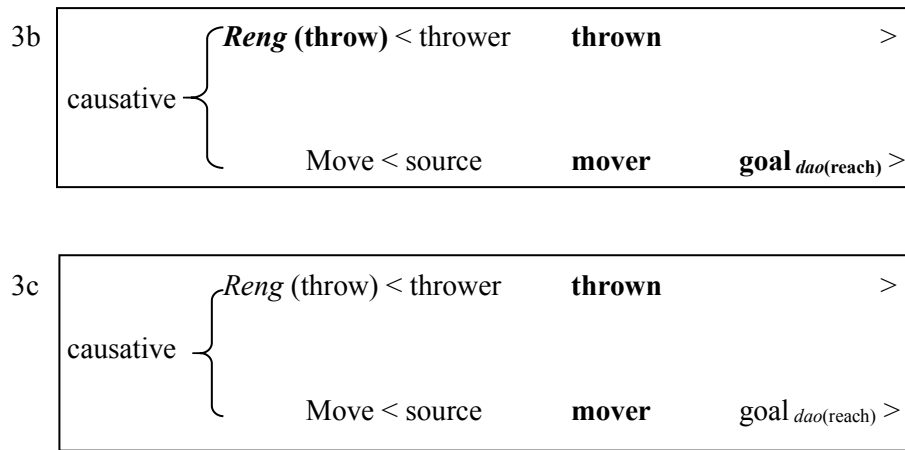 3b
Reng (throw) < thrower thrown >
causative
Move < source mover goal dao(reach) >
3c
Reng (throw) < thrower thrown >
causative
Move < source mover goal dao(reach) >